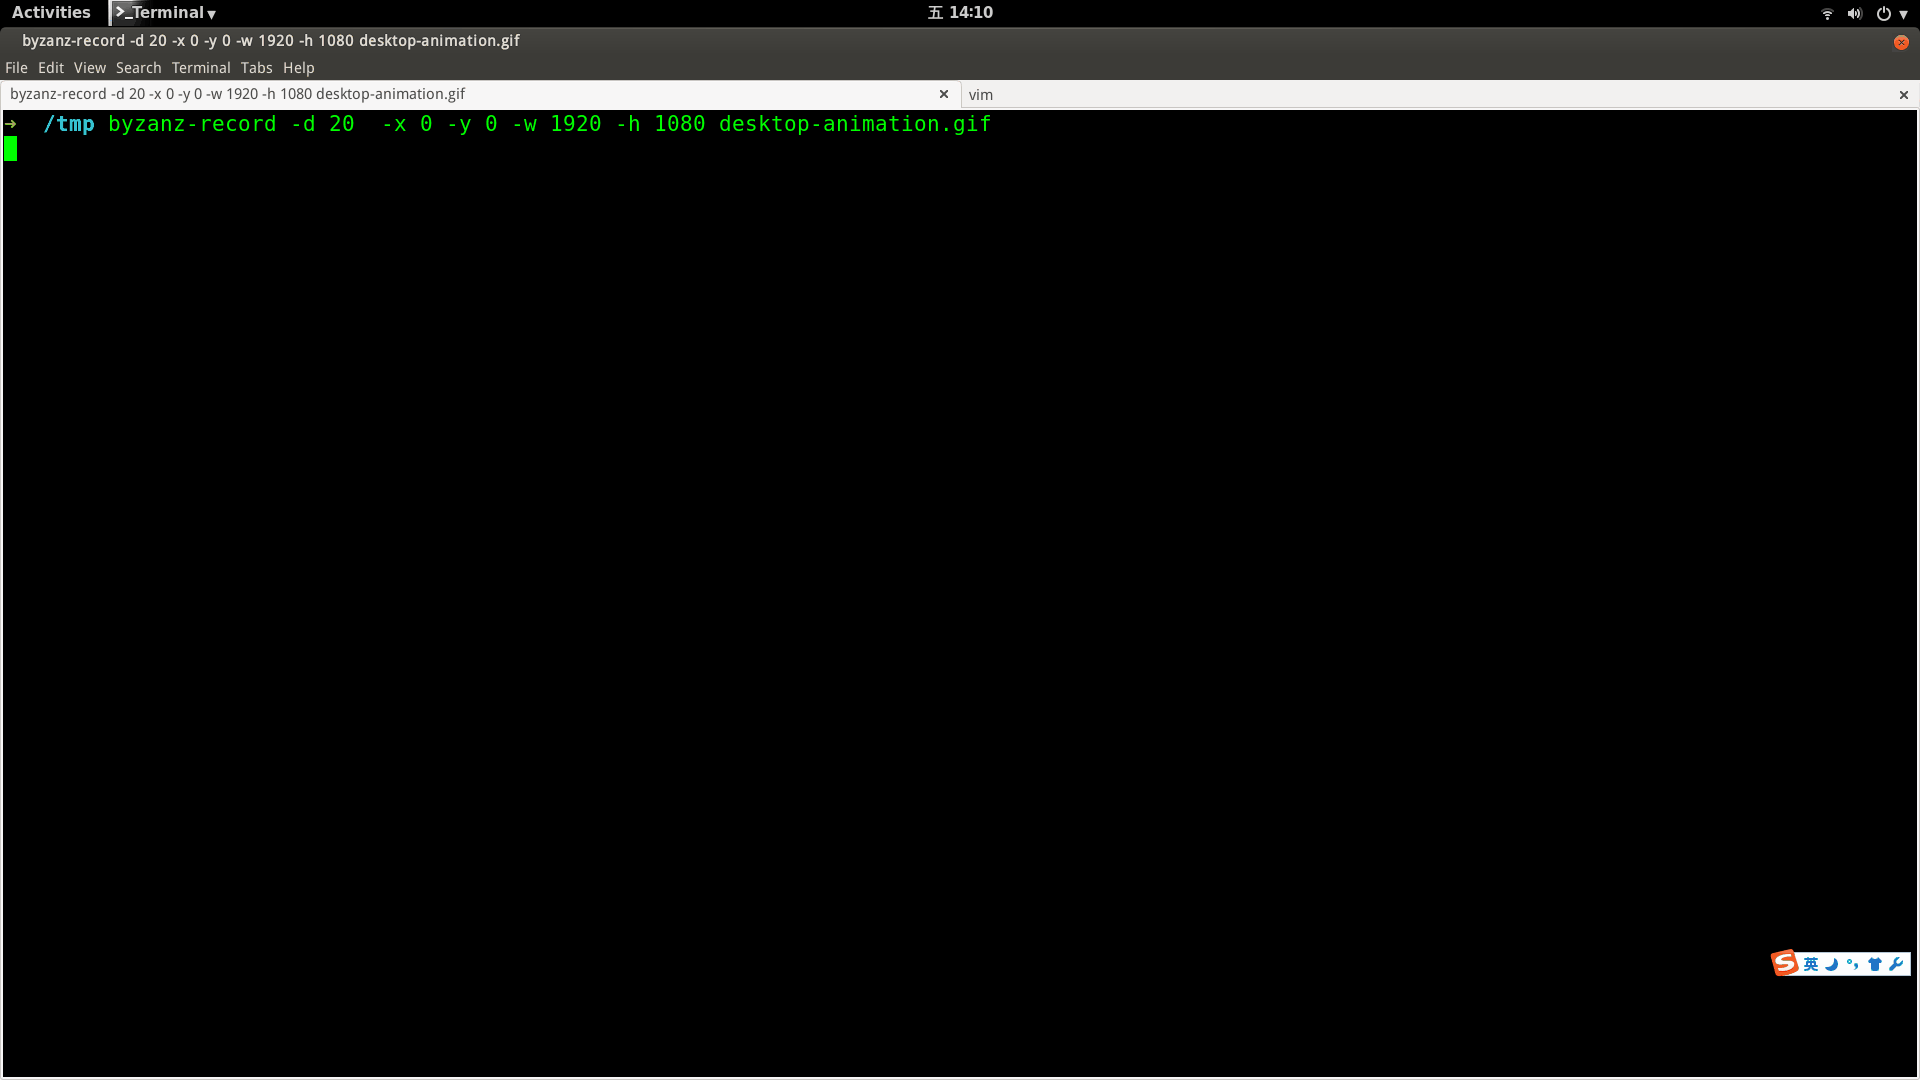 Activities Terminal 五 14:10
byzanz-record -d 20 -x 0 -y 0 -w 1920 -h 1080 desktop-animation.gif
File Edit View Search Terminal Tabs Help
byzanz-record -d 20 -x 0 -y 0 -w 1920 -h 1080 desktop-animation.gif vim
➜ /tmp byzanz-record -d 20  -x 0 -y 0 -w 1920 -h 1080 desktop-animation.gif
S 英